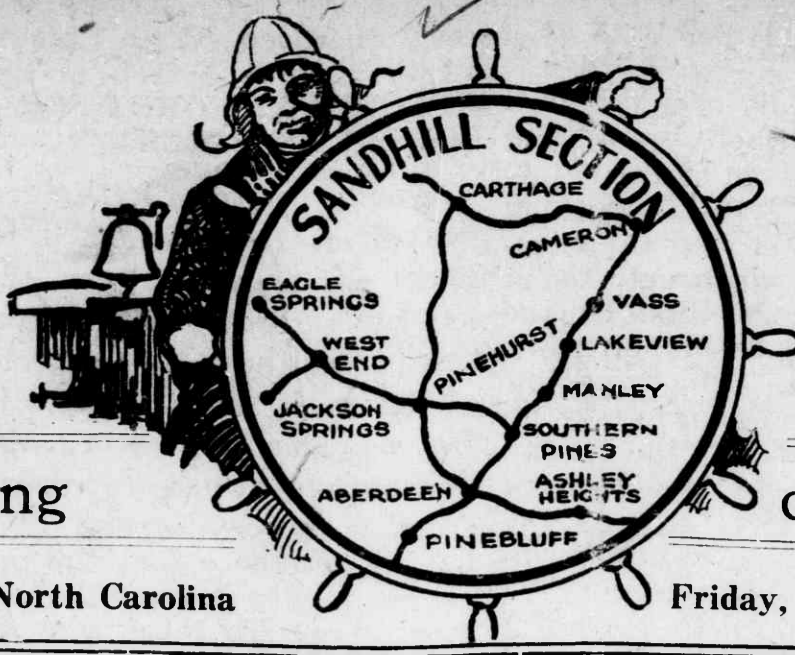 SANDHILL SECTION
CARTHAGE
CAMERON
EAGLE
SPRINGS
VASS
WEST
END
PINEHURST
LAKEVIEW
JACKSON
SPRINGS
MANLEY
SOUTHERN
PINES
ABERDEEN
ASHLEY
HEIGHTS
PINEBLUFF
ng
North Carolina
Friday,